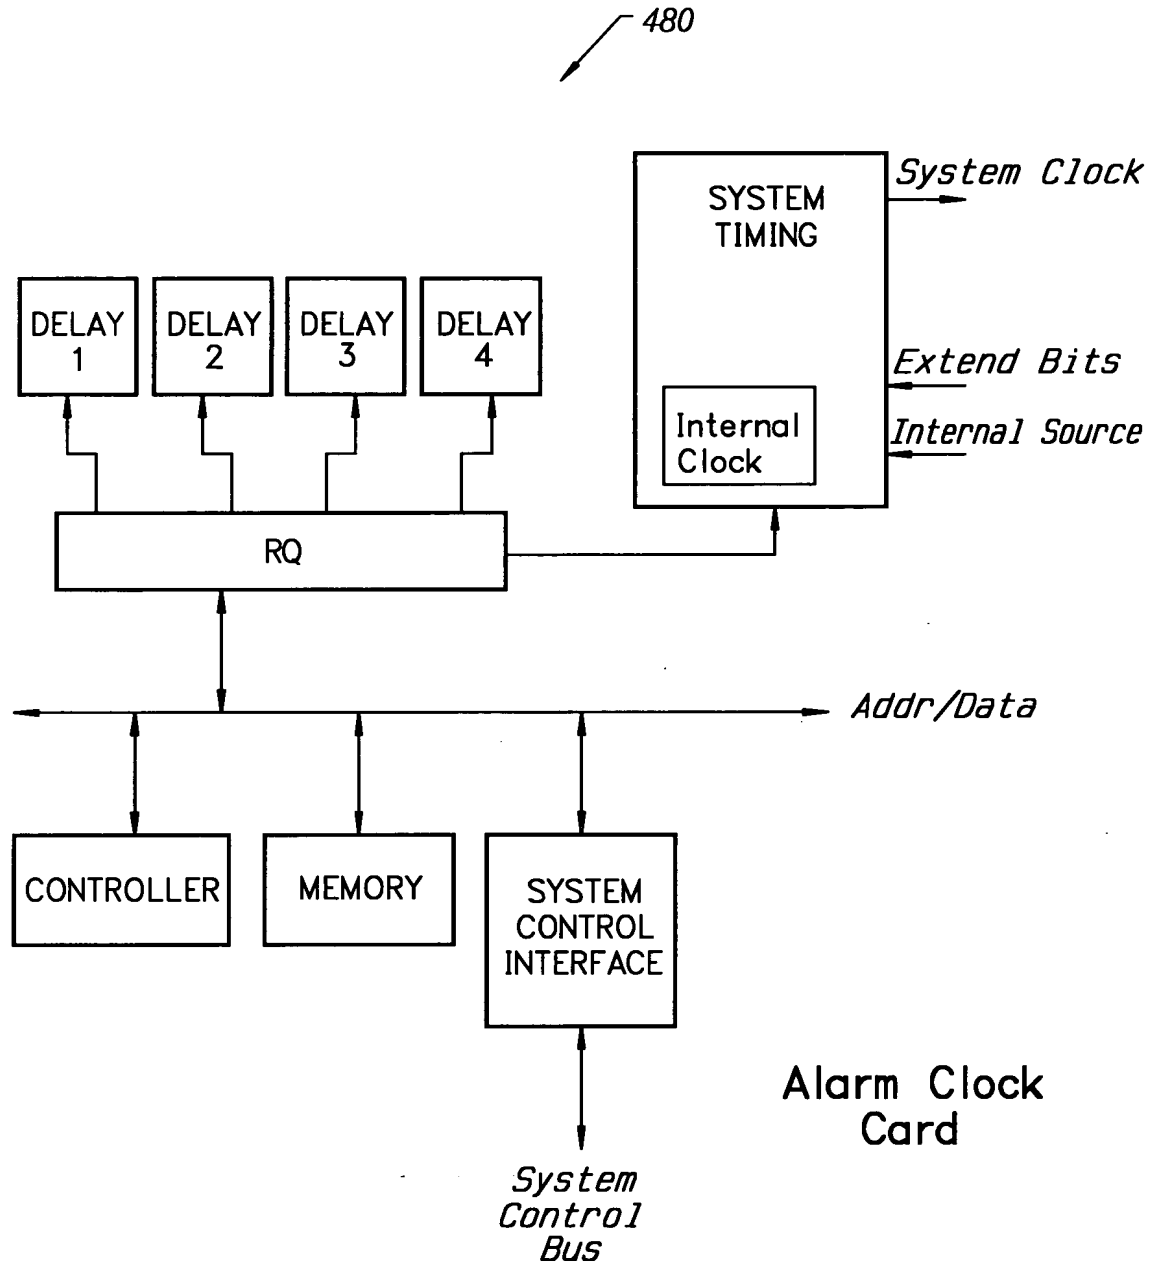 480
SYSTEM
TIMING
System Clock
Extend Bits
Internal Source
Internal
Clock
DELAY
1
DELAY
2
DELAY
3
DELAY
4
RQ
Addr/Data
CONTROLLER
MEMORY
SYSTEM
CONTROL
INTERFACE
System
Control
Bus
Alarm Clock
Card